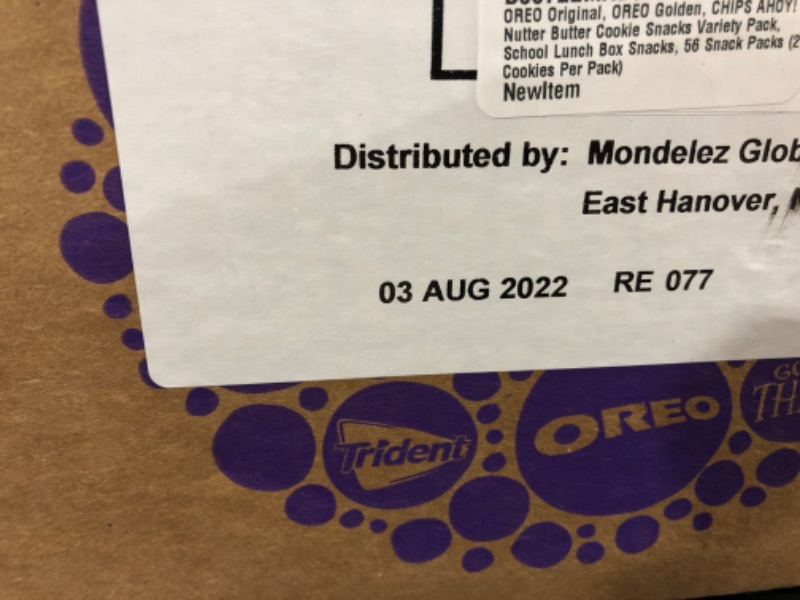 OREO Original, OREO Golden, CHIPS AHOY!
Nutter Butter Cookie Snacks Variety Pack,
School Lunch Box Snacks, 56 Snack Packs (2
Cookies Per Pack)
NewItem
Distributed by: Mondelez Glob
East Hanover,
03 AUG 2022 RE 077
Trident
OREO